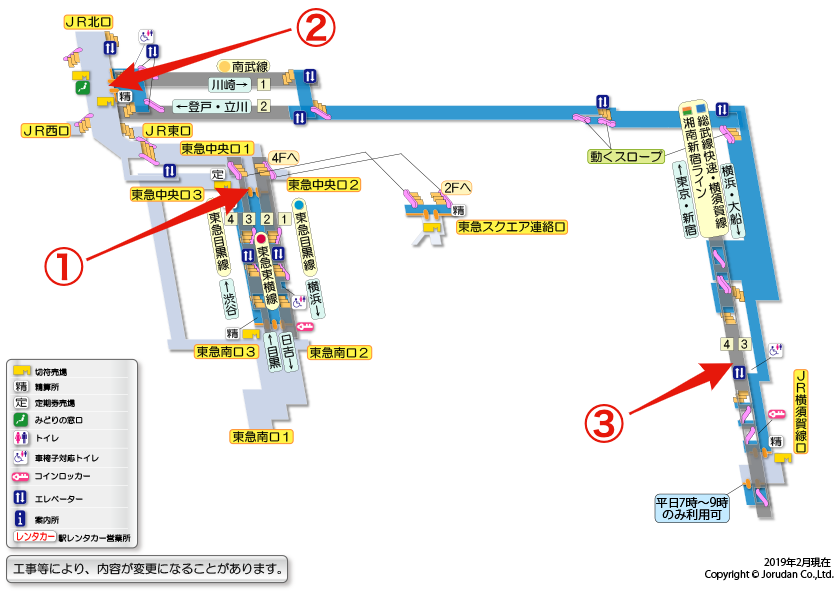 ＪＲ北口
②
南武線
川崎→
1
←登戸・立川
2
精
ＪＲ西口
ＪＲ東口
東急中央口１
4Fへ
定
東急中央口３
東急中央口２
2Fへ
精
東急スクエア連絡口
動くスロープ
総武線快速・横須賀線
湘南新宿ライン
↑東京・新宿
横浜・大船↓
①
4
3
2
1
東急目黒線
東急東横線
東急目黒線
↑渋谷
横浜↓
精
↑目黒
日吉↓
東急南口３
東急南口２
東急南口１
4
3
③
ＪＲ横須賀線口
精
平日7時～9時
のみ利用可
切符売場
精 精算所
定 定期券売場
みどりの窓口
トイレ
車椅子対応トイレ
コインロッカー
エレベーター
案内所
レンタカー 駅レンタカー営業所
工事等により、内容が変更になることがあります。
2019年2月現在
Copyright © Jorudan Co.,Ltd.